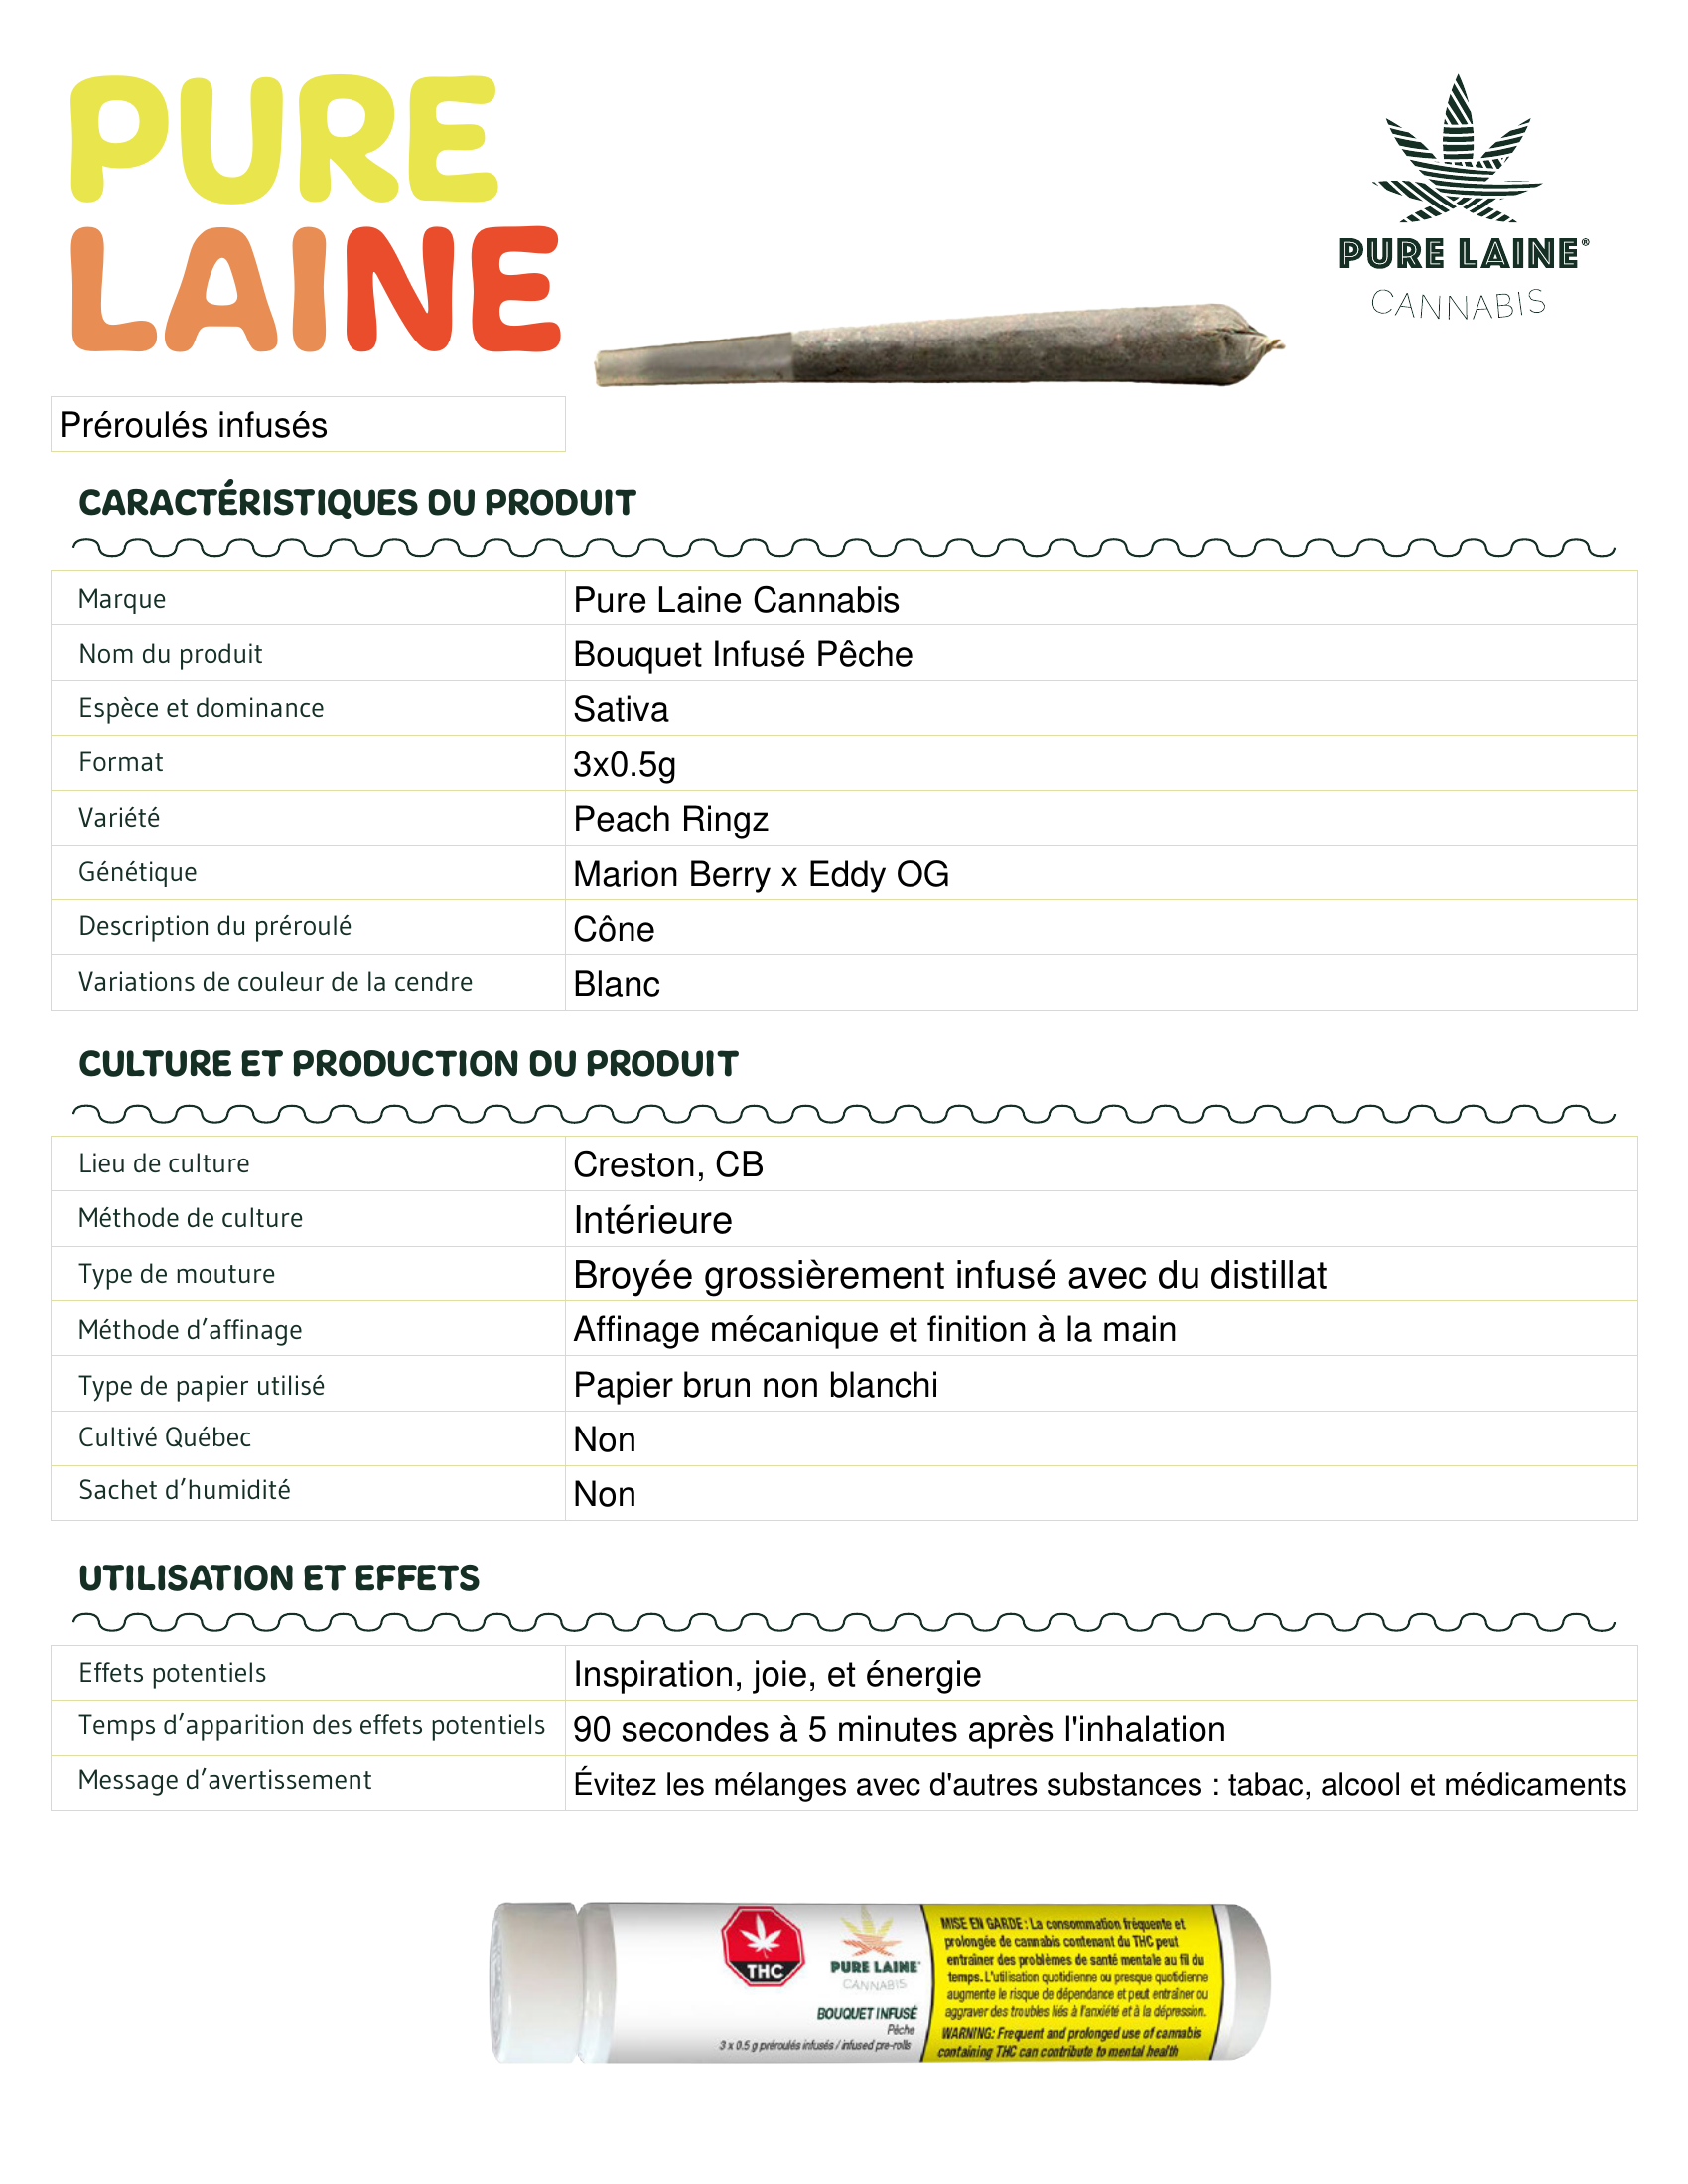 PURE
LAINE
PURE LAINE®
CANNABIS
Préroulés infusés
CARACTÉRISTIQUES DU PRODUIT
Marque Pure Laine Cannabis
Nom du produit Bouquet Infusé Pêche
Espèce et dominance Sativa
Format 3x0.5g
Variété Peach Ringz
Génétique Marion Berry x Eddy OG
Description du préroulé Cône
Variations de couleur de la cendre Blanc
CULTURE ET PRODUCTION DU PRODUIT
Lieu de culture Creston, CB
Méthode de culture Intérieure
Type de mouture Broyée grossièrement infusé avec du distillat
Méthode d’affinage Affinage mécanique et finition à la main
Type de papier utilisé Papier brun non blanchi
Cultivé Québec Non
Sachet d’humidité Non
UTILISATION ET EFFETS
Effets potentiels Inspiration, joie, et énergie
Temps d’apparition des effets potentiels 90 secondes à 5 minutes après l'inhalation
Message d’avertissement Évitez les mélanges avec d'autres substances : tabac, alcool et médicaments
THC
PURE LAINE
CANNABIS
BOUQUET INFUSÉ
Pêche
3 x 0.5 g préroulés infusés / infused pre-rolls
MISE EN GARDE : La consommation fréquente et
prolongée de cannabis contenant du THC peut
entraîner des problèmes de santé mentale au fil du
temps. L'utilisation quotidienne ou presque quotidienne
augmente le risque de dépendance et peut entraîner ou
aggraver des troubles liés à l'anxiété et à la dépression.
WARNING: Frequent and prolonged use of cannabis
containing THC can contribute to mental health